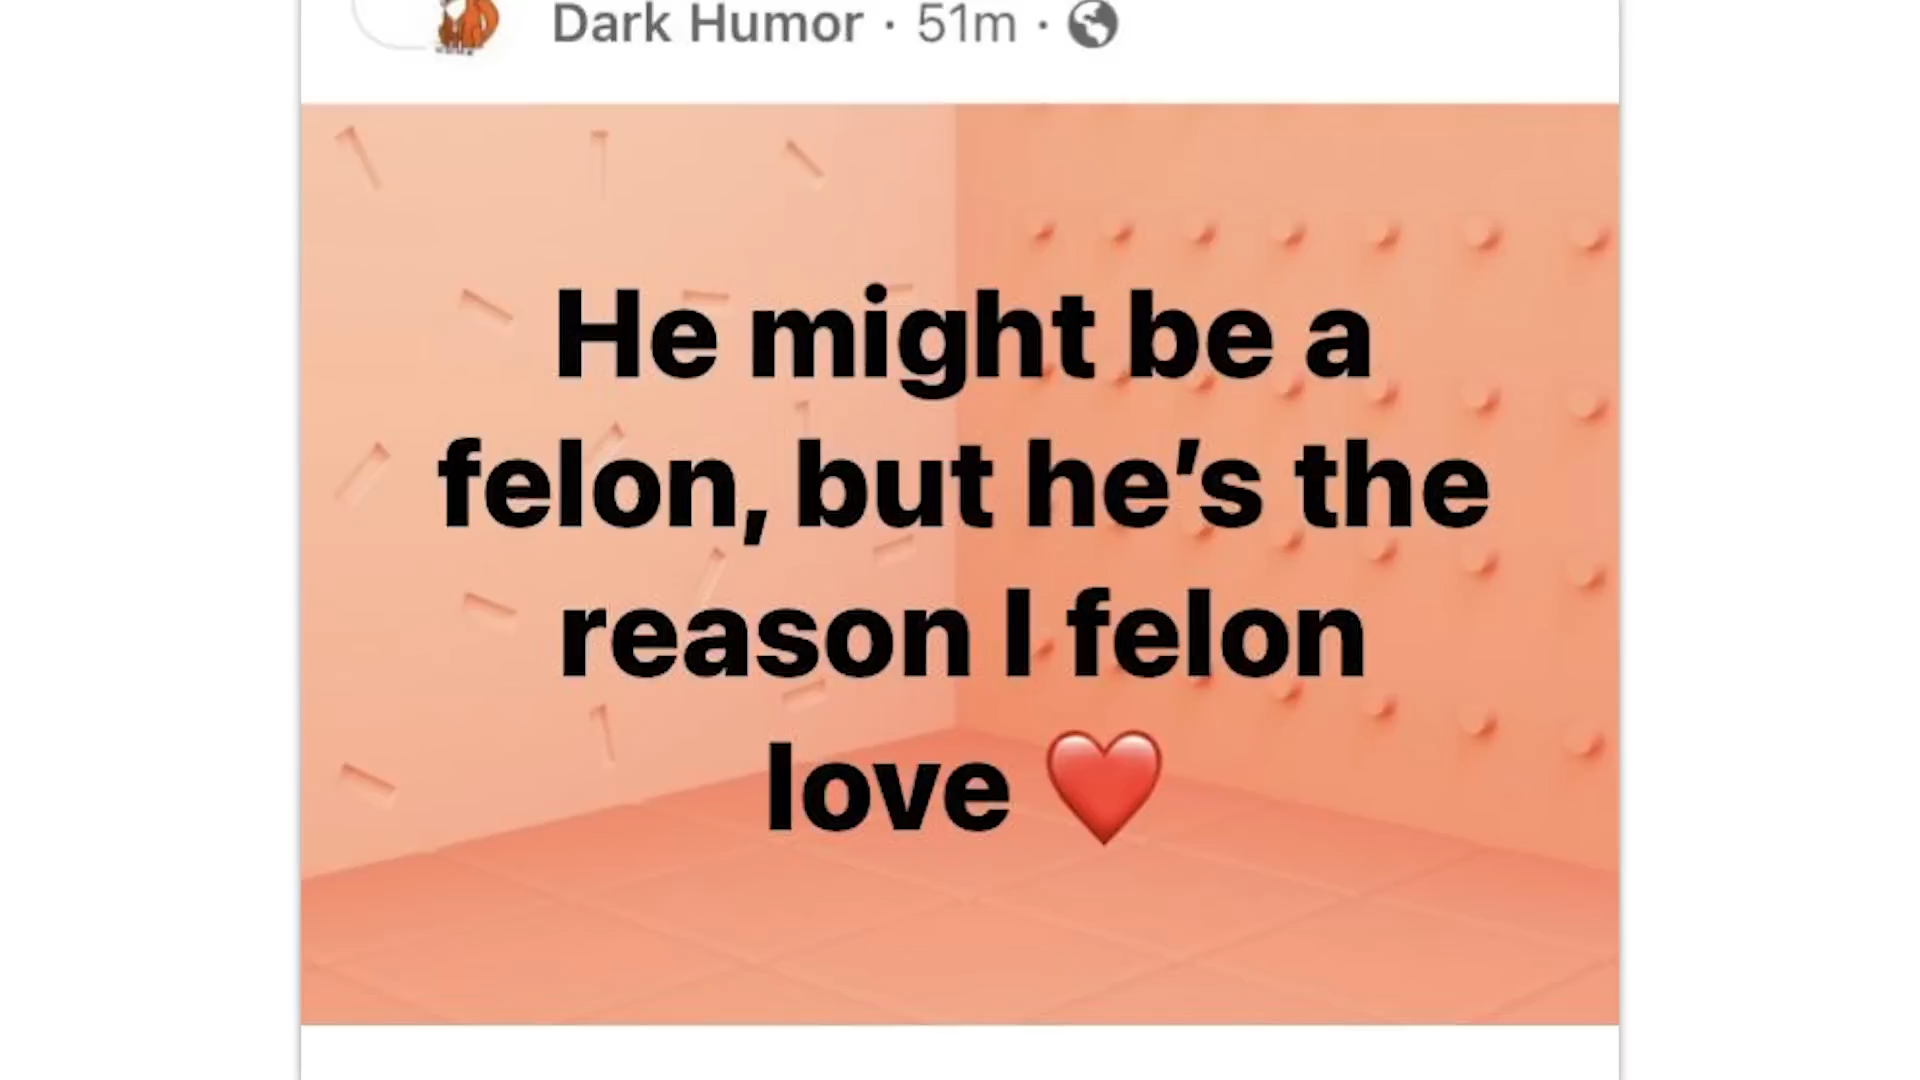 Dark Humor · 51m ·
He might be a
felon, but he’s the
reason I felon
love ❤️